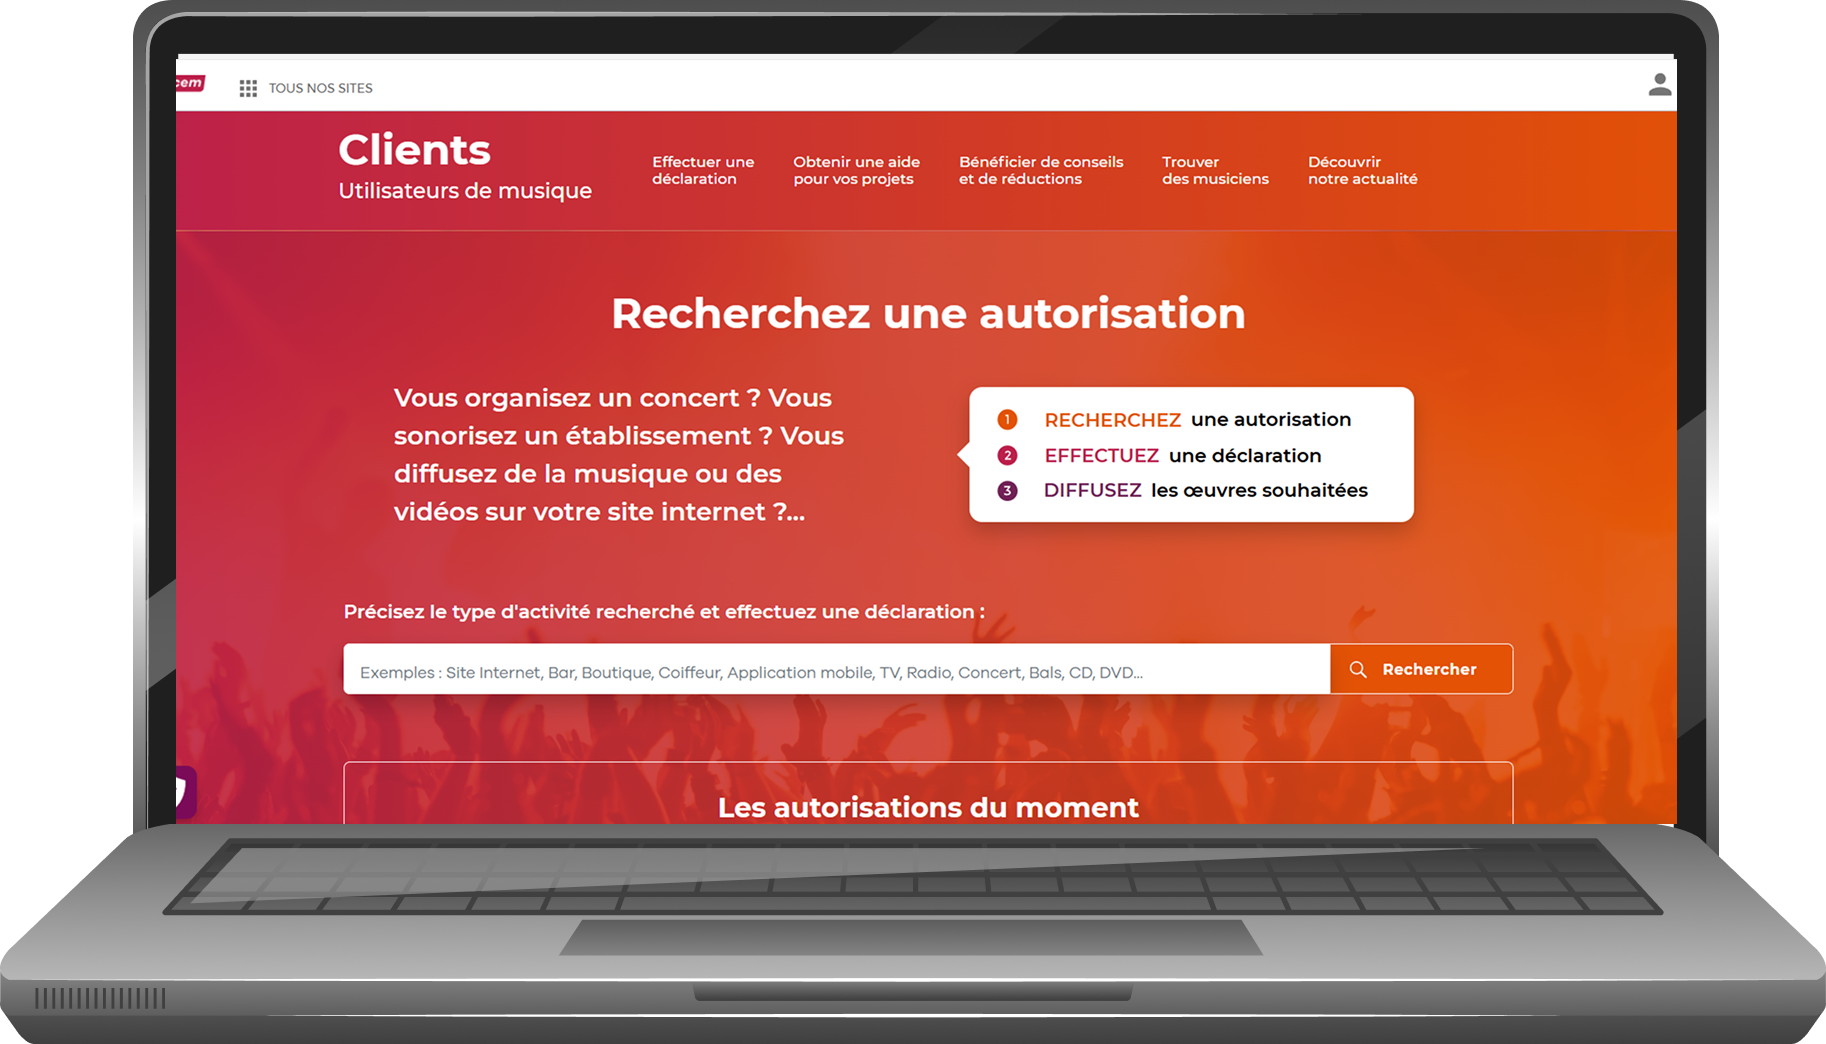 cem
TOUS NOS SITES
Clients
Utilisateurs de musique
Effectuer une
déclaration
Obtenir une aide
pour vos projets
Bénéficier de conseils
et de réductions
Trouver
des musiciens
Découvrir
notre actualité
Recherchez une autorisation
Vous organisez un concert ? Vous
sonorisez un établissement ? Vous
diffusez de la musique ou des
vidéos sur votre site internet ?...
1 RECHERCHEZ une autorisation
2 EFFECTUEZ une déclaration
3 DIFFUSEZ les œuvres souhaitées
Précisez le type d'activité recherché et effectuez une déclaration :
Exemples : Site Internet, Bar, Boutique, Coiffeur, Application mobile, TV, Radio, Concert, Bals, CD, DVD...
Rechercher
Les autorisations du moment